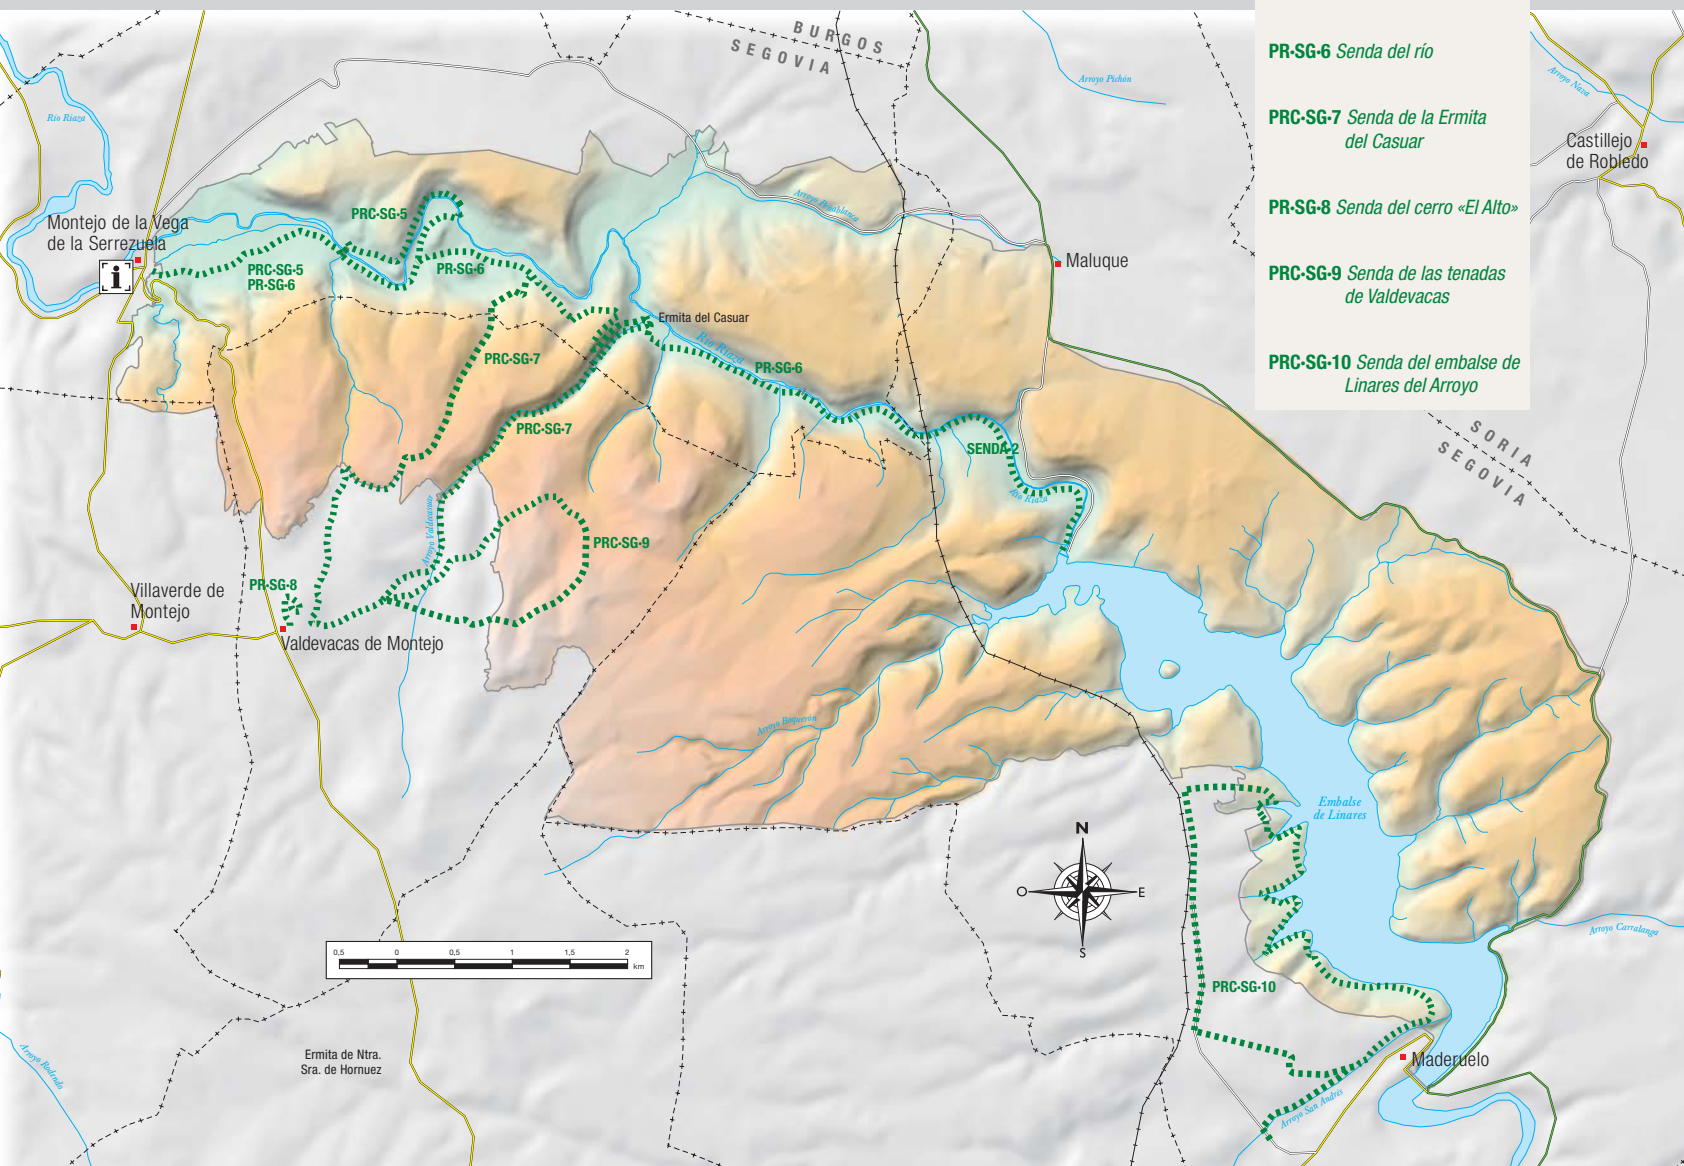 BURGOS
SEGOVIA
Arroyo Pichón
Arroyo Nava
PR·SG·6 Senda del río
PRC·SG·7 Senda de la Ermita
del Casuar
PR·SG·8 Senda del cerro «El Alto»
PRC·SG·9 Senda de las tenadas
de Valdevacas
PRC·SG·10 Senda del embalse de
Linares del Arroyo
Río Riaza
Castillejo
de Robledo
Montejo de la Vega
de la Serrezuela
i
PRC·SG·5
PRC·SG·5
PR·SG·6
PR·SG·6
Maluque
Ermita del Casuar
Río Riaza
PRC·SG·7
PR·SG·6
PRC·SG·7
SENDA 2
Río Riaza
SORIA
SEGOVIA
Arroyo Valdecasuar
PRC·SG·9
PR·SG·8
Villaverde de
Montejo
Valdevacas de Montejo
Arroyo Boquerón
Embalse
de Linares
N
O
E
S
0,5 0 0,5 1 1,5 2
km
Arroyo Carralanga
PRC·SG·10
Ermita de Ntra.
Sra. de Hornuez
Maderuelo
Arroyo San Andrés